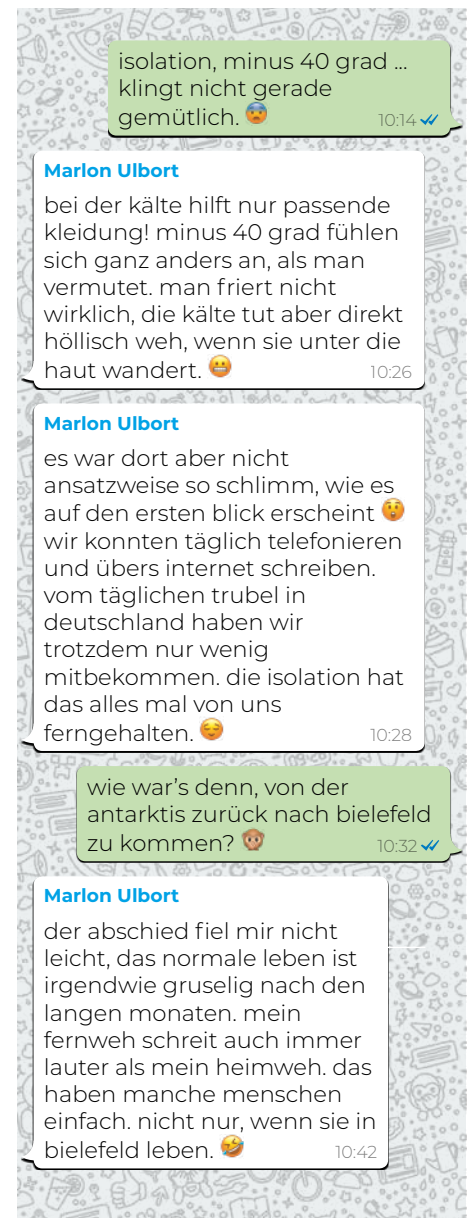 isolation, minus 40 grad ...
klingt nicht gerade
gemütlich. 😨 10:14
Marlon Ulbort
bei der kälte hilft nur passende
kleidung! minus 40 grad fühlen
sich ganz anders an, als man
vermutet. man friert nicht
wirklich, die kälte tut aber direkt
höllisch weh, wenn sie unter die
haut wandert. 😬 10:26
Marlon Ulbort
es war dort aber nicht
ansatzweise so schlimm, wie es
auf den ersten blick erscheint 😲
wir konnten täglich telefonieren
und übers internet schreiben.
vom täglichen trubel in
deutschland haben wir
trotzdem nur wenig
mitbekommen. die isolation hat
das alles mal von uns
ferngehalten. 😌 10:28
wie war's denn, von der
antarktis zurück nach bielefeld
zu kommen? 🙊 10:32
Marlon Ulbort
der abschied fiel mir nicht
leicht, das normale leben ist
irgendwie gruselig nach den
langen monaten. mein
fernweh schreit auch immer
lauter als mein heimweh. das
haben manche menschen
einfach. nicht nur, wenn sie in
bielefeld leben. 🤣 10:42